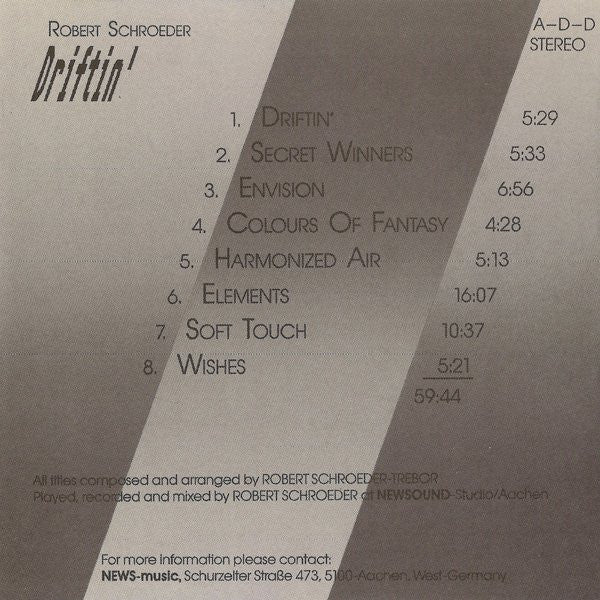 ROBERT SCHROEDER
Driftin'
A-D-D
STEREO
1. DRIFTIN' 5:29
2. SECRET WINNERS 5:33
3. ENVISION 6:56
4. COLOURS OF FANTASY 4:28
5. HARMONIZED AIR 5:13
6. ELEMENTS 16:07
7. SOFT TOUCH 10:37
8. WISHES 5:21
59:44
All titles composed and arranged by ROBERT SCHROEDER-TREBOR
Played, recorded and mixed by ROBERT SCHROEDER at NEWSOUND-Studio/Aachen
For more information please contact:
NEWS-music, Schurzelter Straße 473, 5100-Aachen, West-Germany